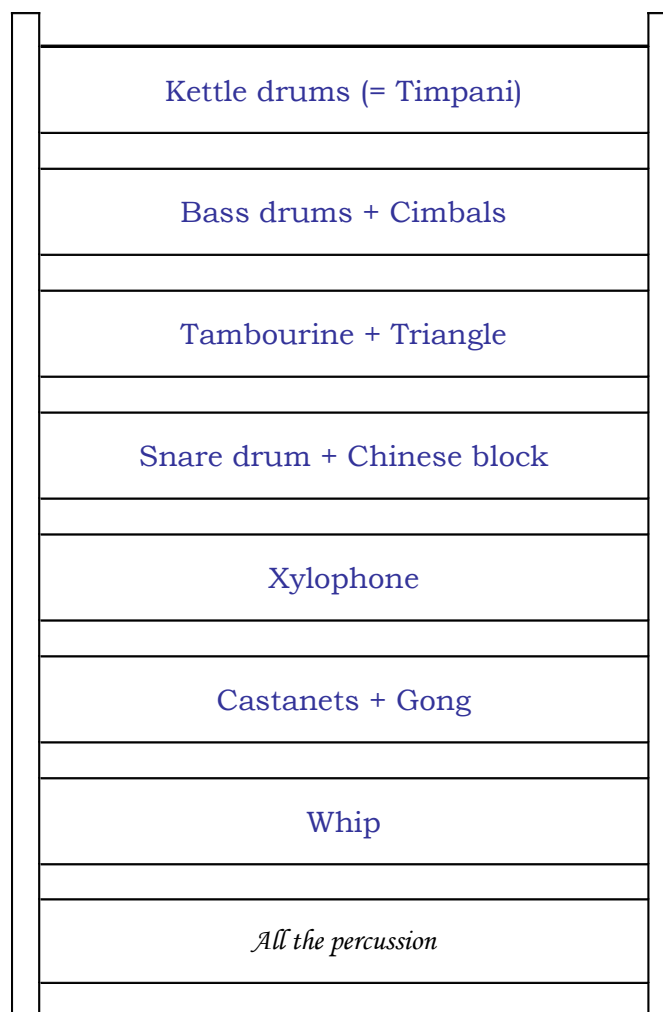 Kettle drums (= Timpani)
Bass drums + Cimbals
Tambourine + Triangle
Snare drum + Chinese block
Xylophone
Castanets + Gong
Whip
All the percussion